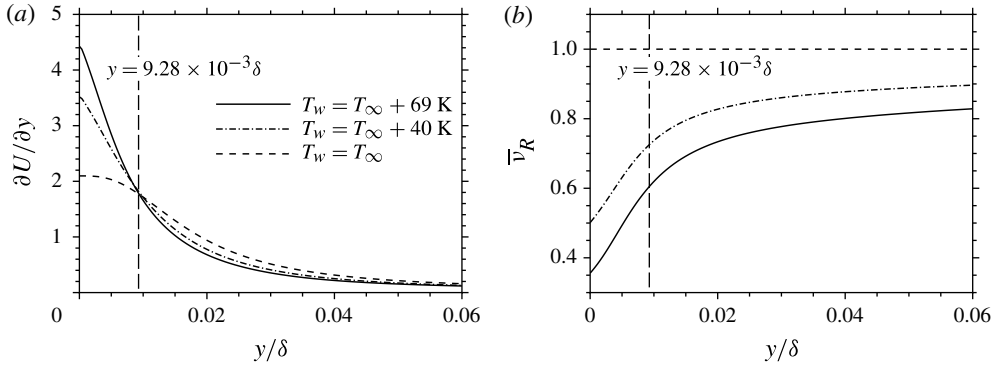 (a)
5
4
3
2
1
∂U/∂y
y = 9.28 × 10⁻³δ
T_w = T_∞ + 69 K
T_w = T_∞ + 40 K
T_w = T_∞
0
0.02
0.04
0.06
y/δ
(b)
1.0
0.8
0.6
0.4
ν̅_R
y = 9.28 × 10⁻³δ
0
0.02
0.04
0.06
y/δ